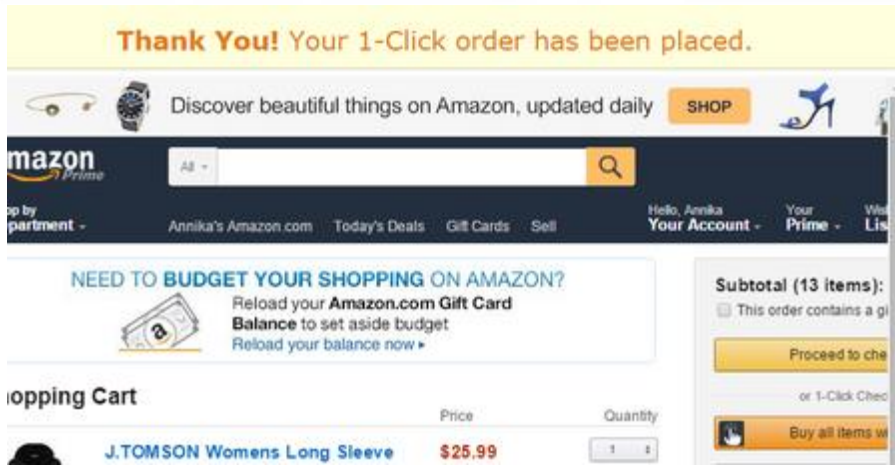 Thank You! Your 1-Click order has been placed.
Discover beautiful things on Amazon, updated daily SHOP
mazon
Prime
All
Hello, Annika
Your Account
Your
Prime
op by
partment
Annika's Amazon.com Today's Deals Gift Cards Sell
NEED TO BUDGET YOUR SHOPPING ON AMAZON?
Reload your Amazon.com Gift Card
Balance to set aside budget
Reload your balance now
a
Subtotal (13 items):
This order contains a gi
Proceed to che
or 1-Click Chec
Buy all items wi
opping Cart
Price Quantity
J.TOMSON Womens Long Sleeve $25.99 1